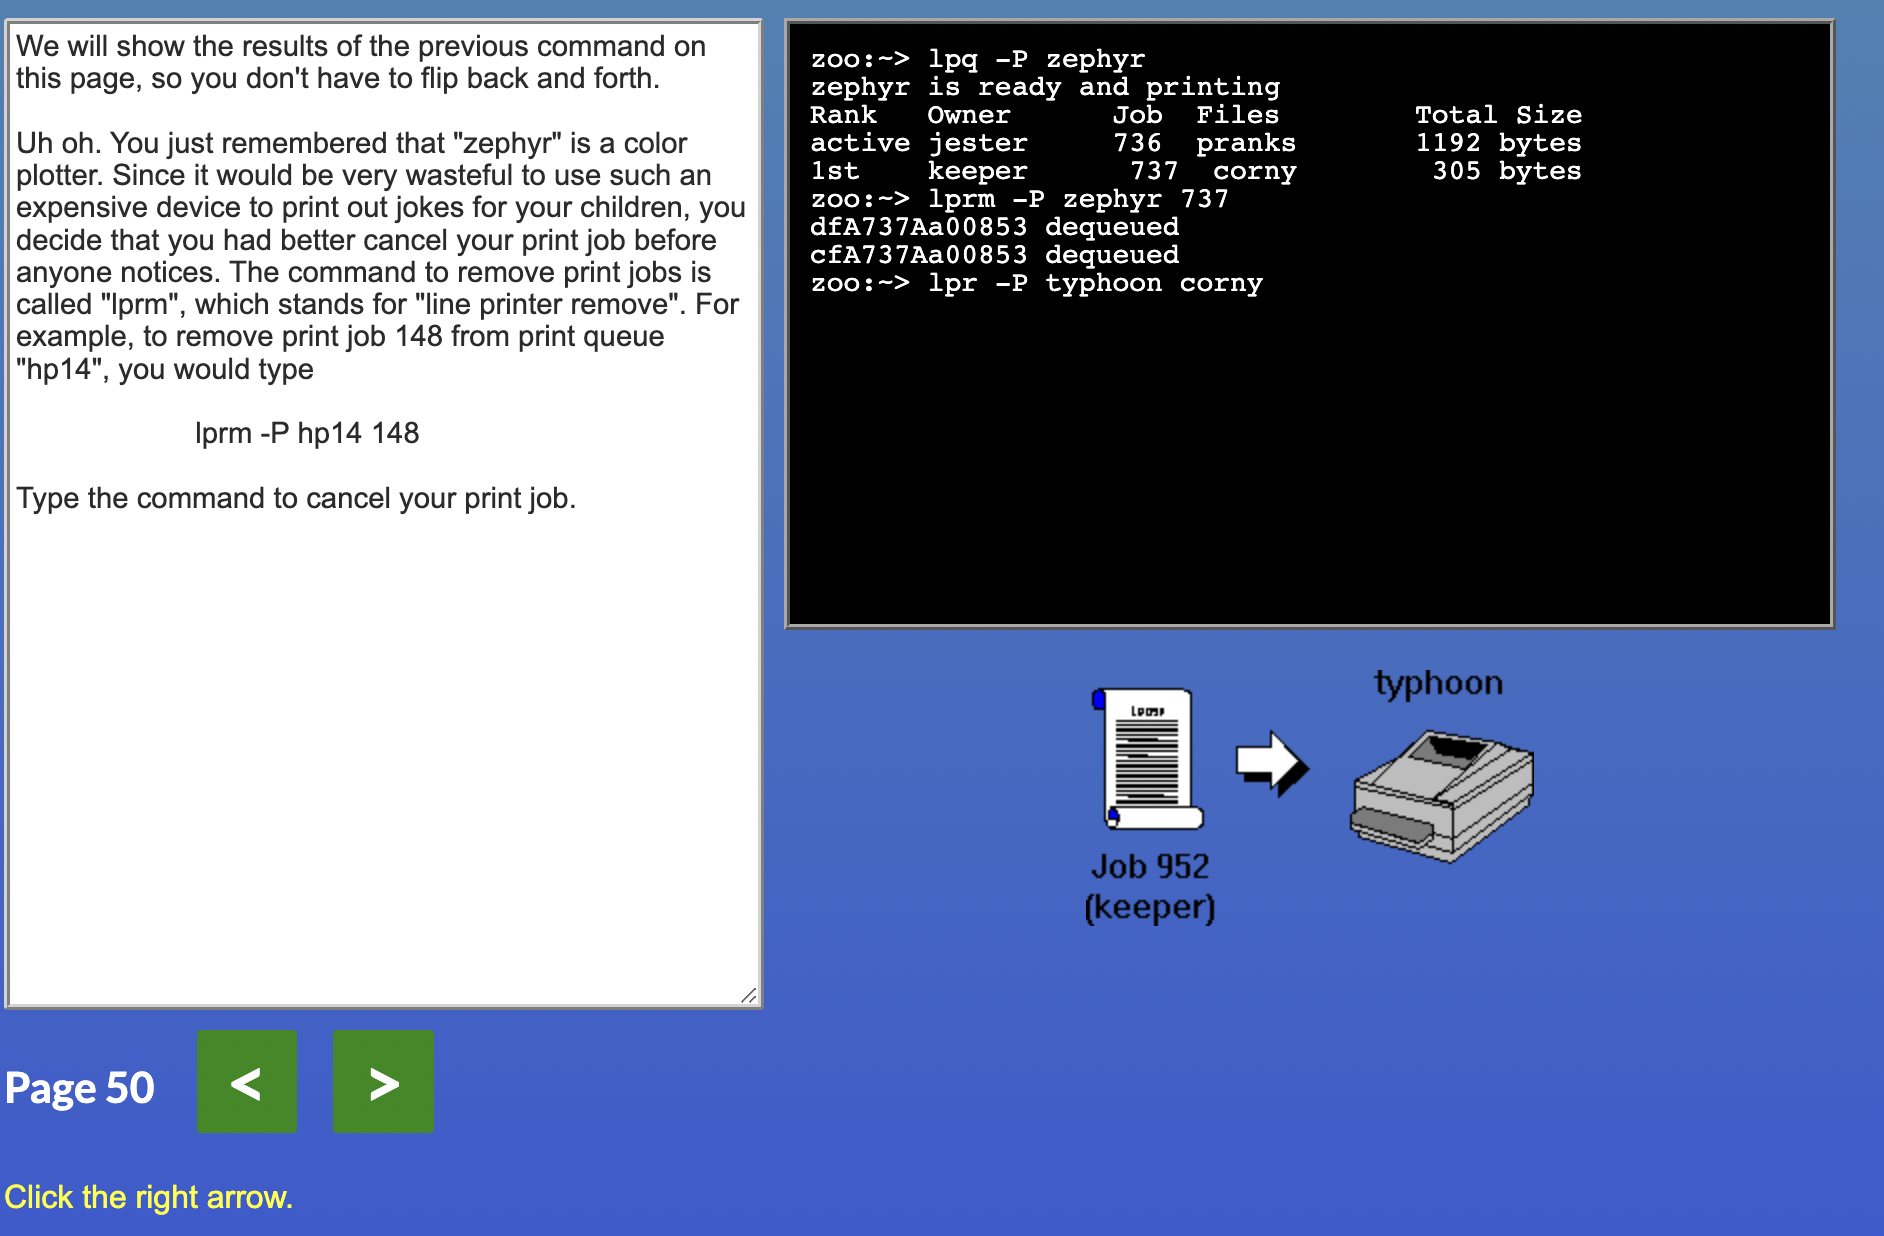 We will show the results of the previous command on
this page, so you don't have to flip back and forth.
Uh oh. You just remembered that "zephyr" is a color
plotter. Since it would be very wasteful to use such an
expensive device to print out jokes for your children, you
decide that you had better cancel your print job before
anyone notices. The command to remove print jobs is
called "lprm", which stands for "line printer remove". For
example, to remove print job 148 from print queue
"hp14", you would type
lprm -P hp14 148
Type the command to cancel your print job.
zoo:~> lpq -P zephyr
zephyr is ready and printing
Rank   Owner      Job  Files        Total Size
active jester     736  pranks       1192 bytes
1st    keeper      737  corny        305 bytes
zoo:~> lprm -P zephyr 737
dfA737Aa00853 dequeued
cfA737Aa00853 dequeued
zoo:~> lpr -P typhoon corny
typhoon
Job 952
(keeper)
Page 50
<
>
Click the right arrow.